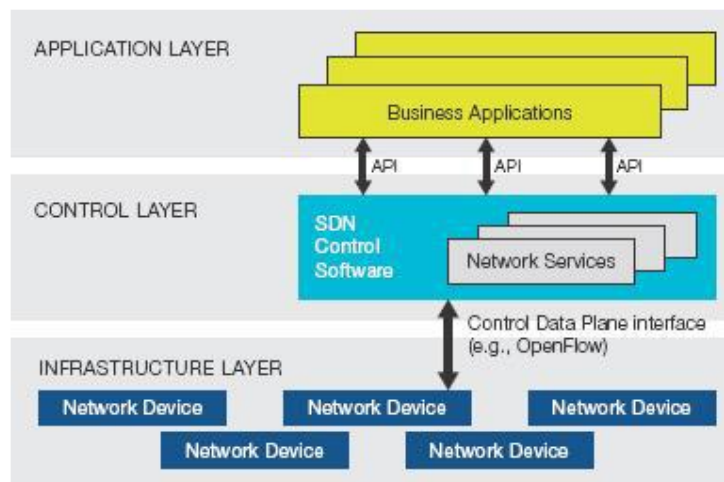 APPLICATION LAYER
Business Applications
API
API
API
CONTROL LAYER
SDN
Control
Software
Network Services
Control Data Plane interface
(e.g., OpenFlow)
INFRASTRUCTURE LAYER
Network Device
Network Device
Network Device
Network Device
Network Device